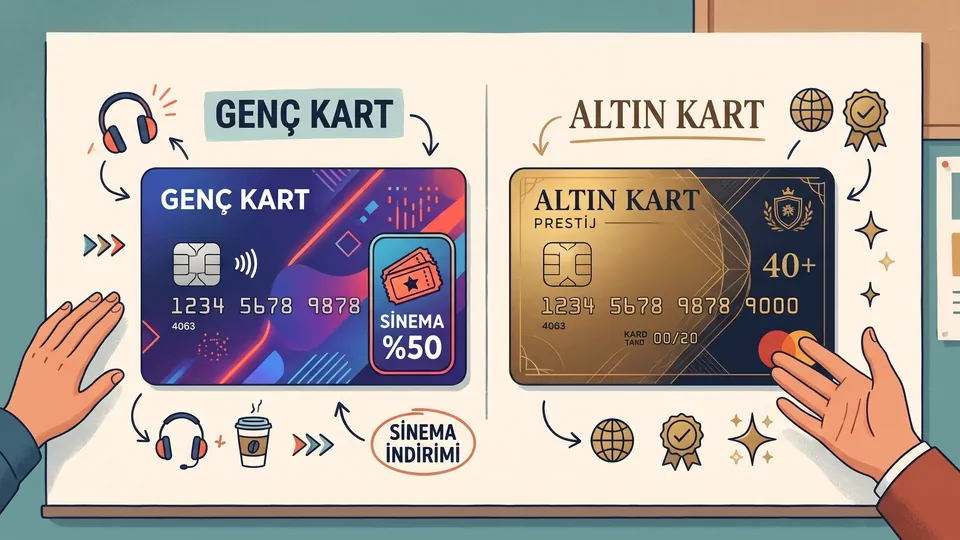 GENÇ KART
GENÇ KART
1234 5678 9878
4063
SİNEMA
%50
SİNEMA
İNDİRİMİ
ALTIN KART
ALTIN KART
PRESTİJ
40+
1234 5678 9878 9000
4063
KARD
TAND
00/20